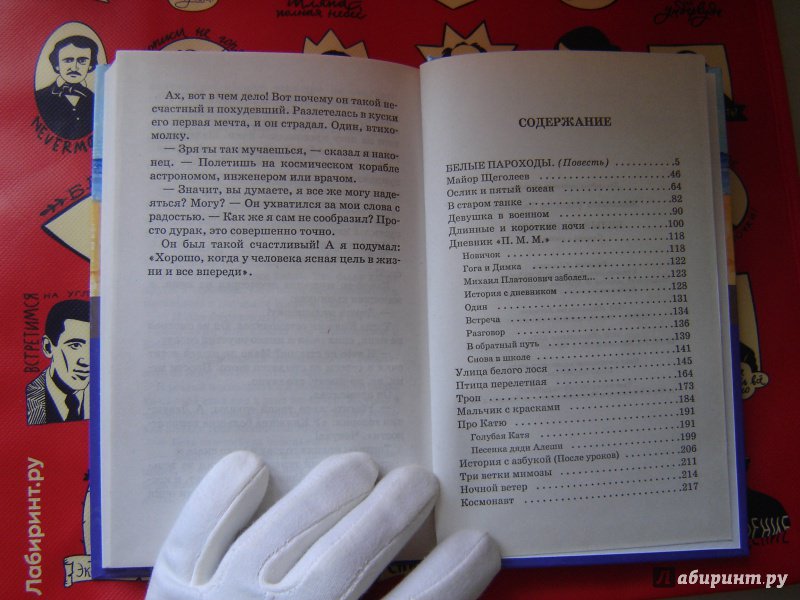 Ах, вот в чем дело! Вот почему он такой не-
счастный и похудевший. Разлетелась в куски
его первая мечта, и он страдал. Один, втихо-
молку.
— Зря ты так мучаешься, — сказал я нако-
нец. — Полетишь на космическом корабле
астрономом, инженером или врачом.
— Значит, вы думаете, я все же могу наде-
яться? Могу? — Он ухватился за мои слова с
радостью. — Как же я сам не сообразил? Про-
сто дурак, это совершенно точно.
Он был такой счастливый! А я подумал:
«Хорошо, когда у человека ясная цель в жиз-
ни и все впереди».
СОДЕРЖАНИЕ
БЕЛЫЕ ПАРОХОДЫ. (Повесть) 5
Майор Щеголеев 46
Ослик и пятый океан 64
В старом танке 82
Девушка в военном 90
Длинные и короткие ночи 100
Дневник «П. М. М.» 118
Новичок 118
Гога и Димка 122
Михаил Платонович заболел... 123
История с дневником 128
Один 131
Встреча 134
Разговор 136
В обратный путь 139
Снова в школе 141
Улица белого лося 145
Птица перелетная 164
Трон 173
Мальчик с красками 184
Про Катю 191
Голубая Катя 191
Песенка дяди Алеши 199
История с азбукой (После уроков) 206
Три ветки мимозы 211
Ночной ветер 214
Космонавт 217
NEVERMO
ВСТРЕТИМСЯ
НА УГЛ
Лабиринт.ру
Лабиринт.ру